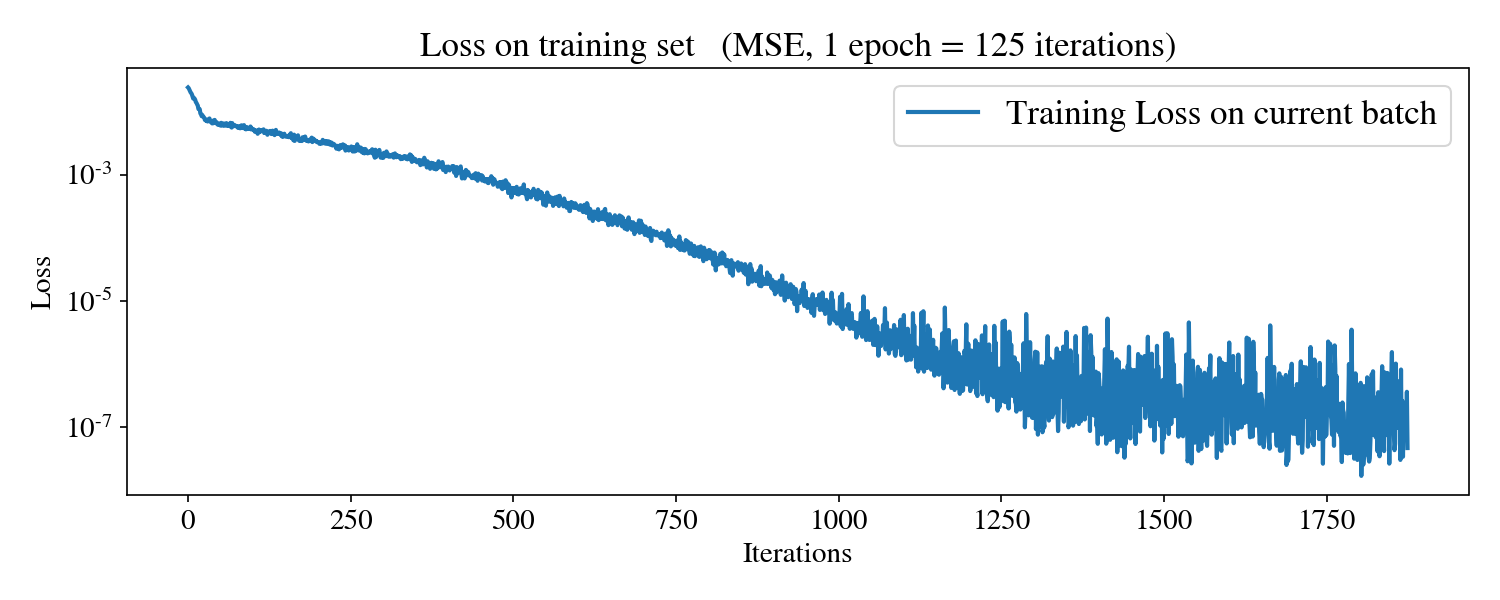 Loss on training set (MSE, 1 epoch = 125 iterations)
Training Loss on current batch
Loss
10⁻³
10⁻⁵
10⁻⁷
0 250 500 750 1000 1250 1500 1750
Iterations